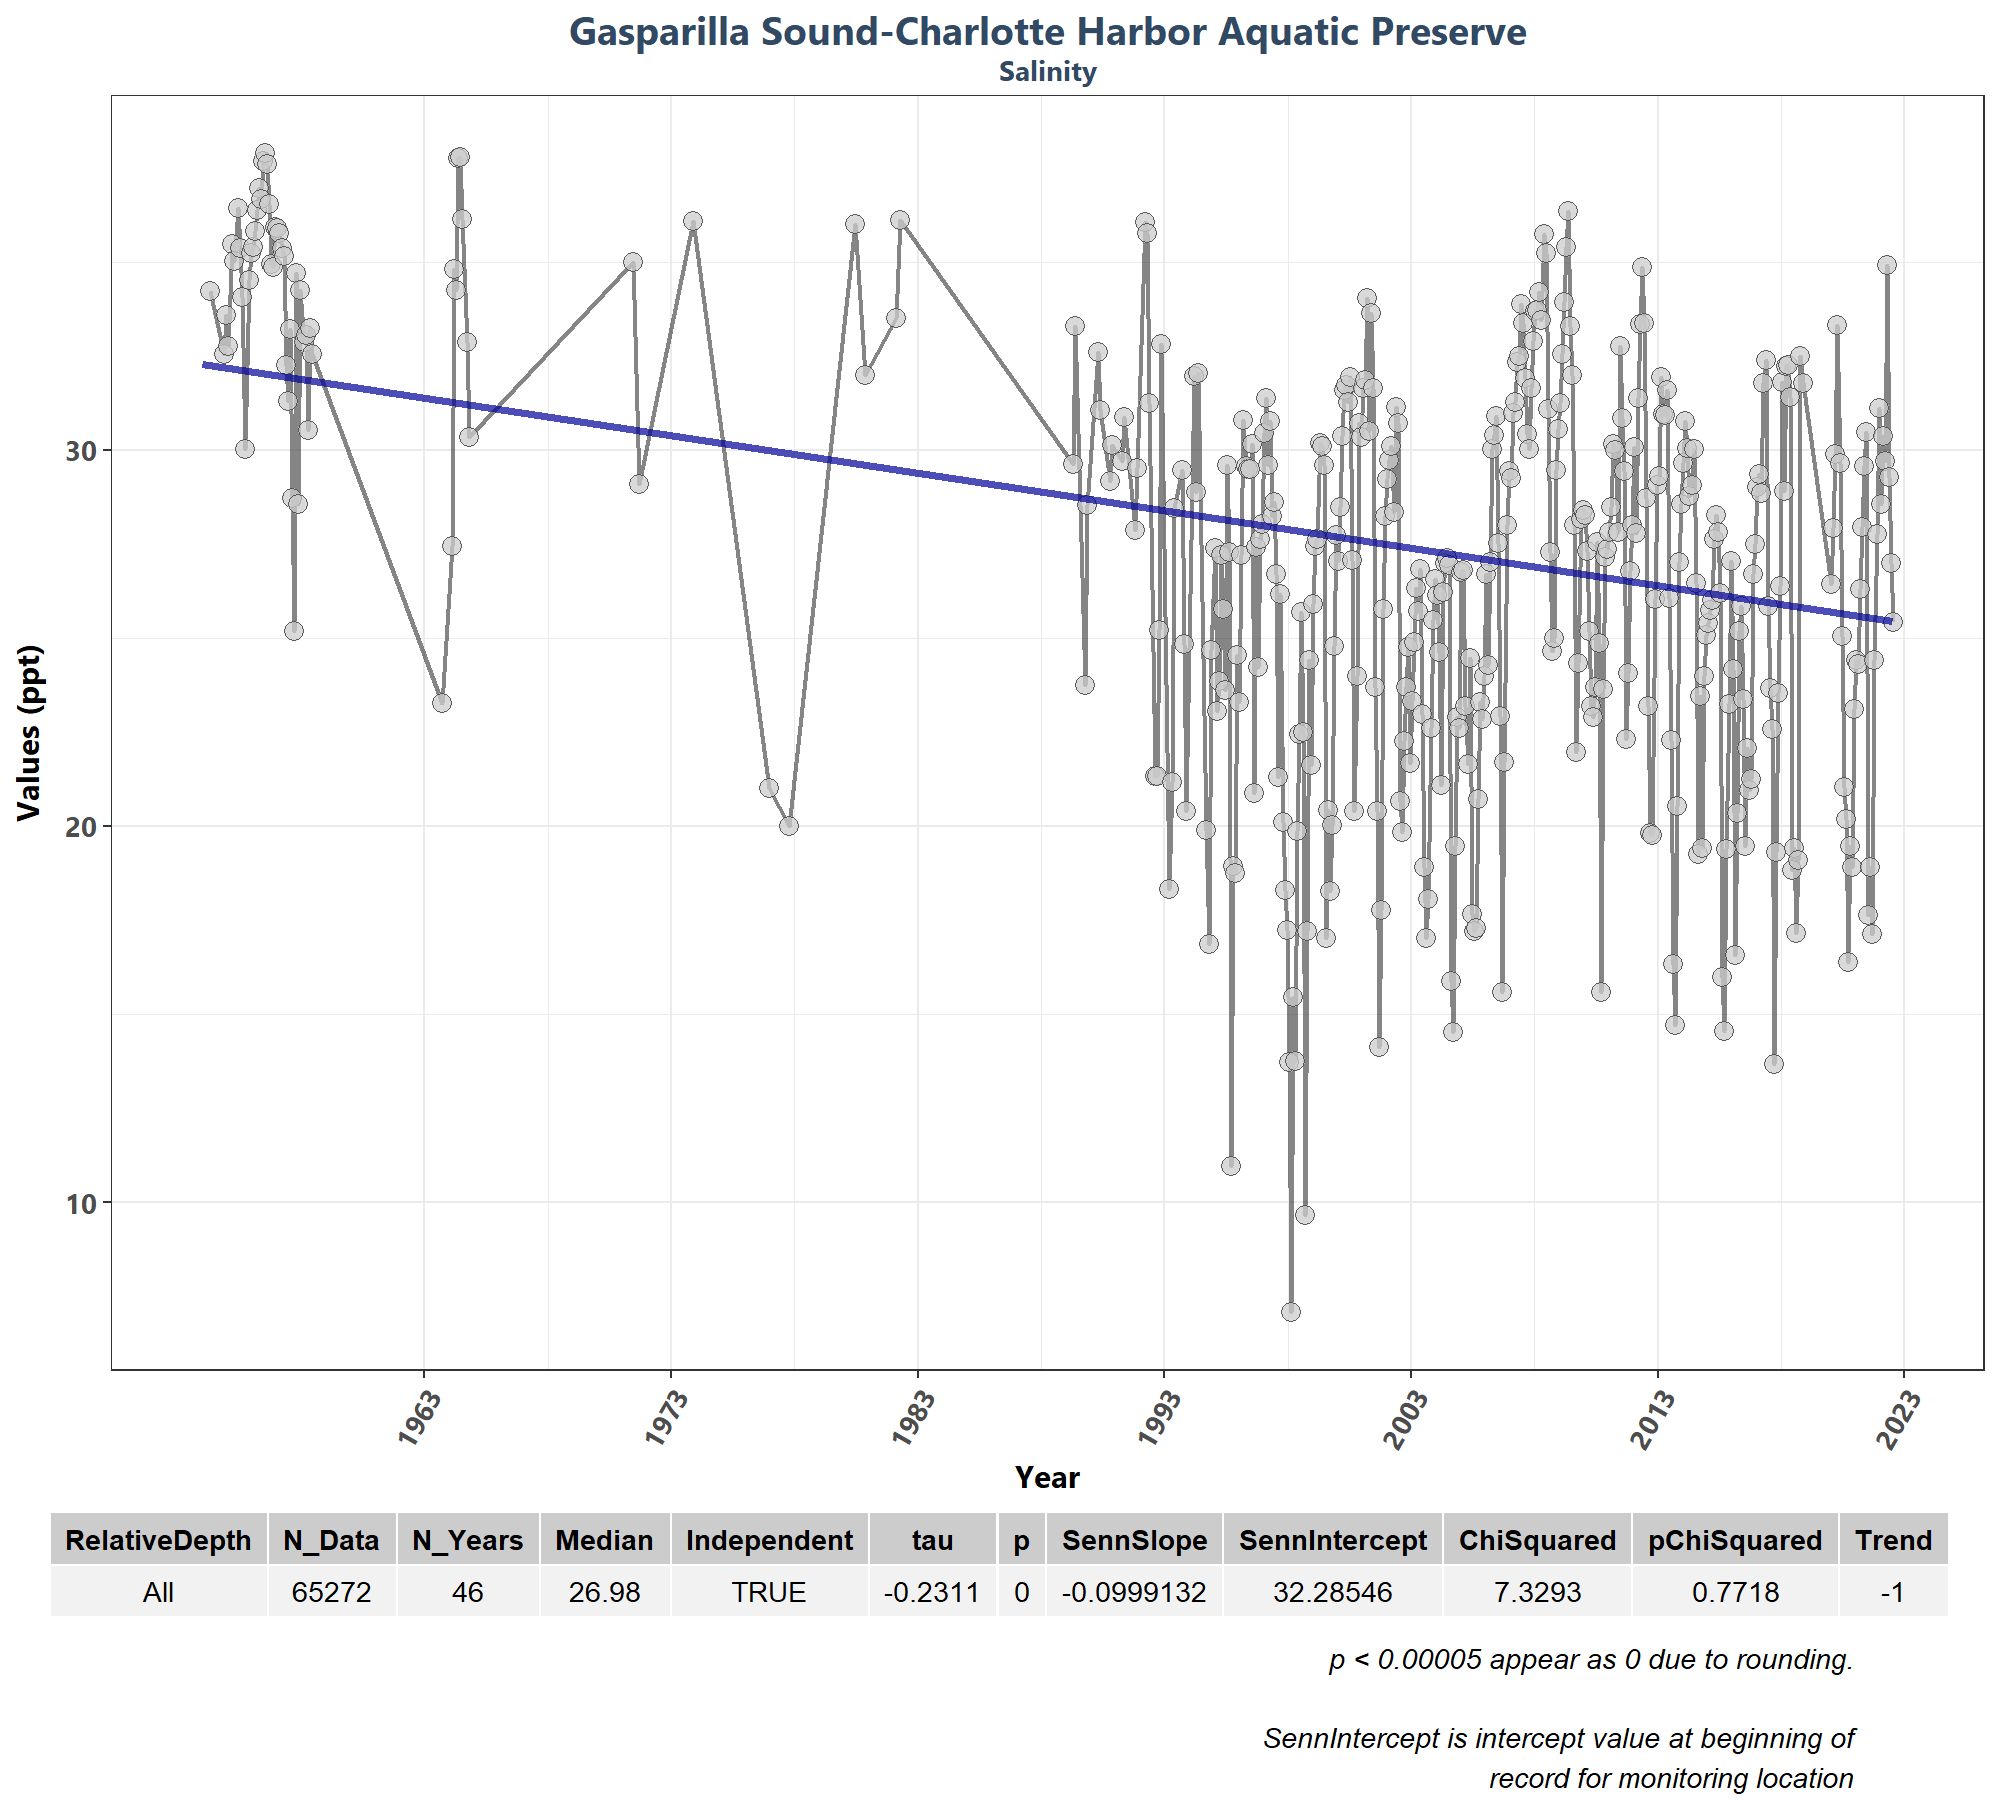 Gasparilla Sound-Charlotte Harbor Aquatic Preserve
Salinity
Values (ppt)
30
20
10
1963
1973
1983
1993
2003
2013
2023
Year
RelativeDepth N_Data N_Years Median Independent tau p SennSlope SennIntercept ChiSquared pChiSquared Trend
All 65272 46 26.98 TRUE -0.2311 0 -0.0999132 32.28546 7.3293 0.7718 -1
p < 0.00005 appear as 0 due to rounding.
SennIntercept is intercept value at beginning of
record for monitoring location